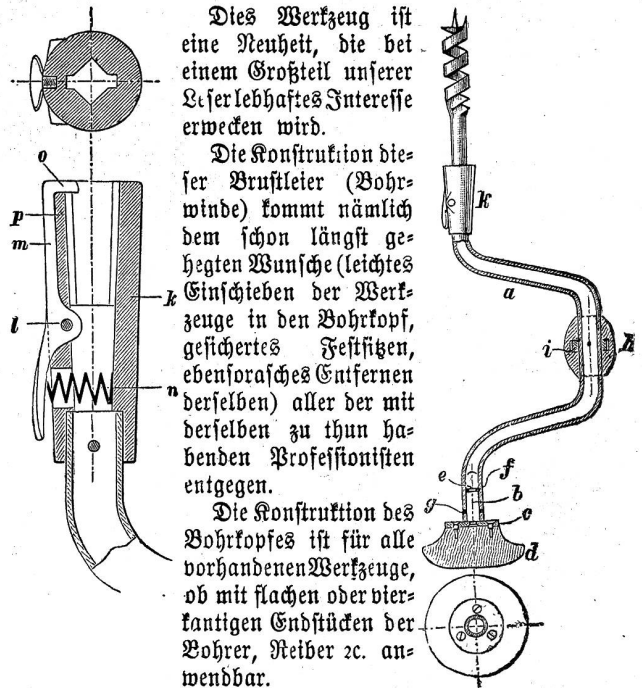 Dies Werkzeug ist
eine Neuheit, die bei
einem Großteil unserer
Leser lebhaftes Interesse
erwecken wird.
Die Konstruktion die=
ser Brustleier (Bohr=
winde) kommt nämlich
dem schon längst ge=
hegten Wunsche (leichtes
Einschieben der Werk=
zeuge in den Bohrkopf,
gesichertes Festsitzen,
ebensorasches Entfernen
derselben) aller der mit
derselben zu thun ha=
benden Professionisten
entgegen.
Die Konstruktion des
Bohrkopfes ist für alle
vorhandenen Werkzeuge,
ob mit flachen oder vier=
kantigen Endstücken der
Bohrer, Reiber ꝛc. an=
wendbar.
o
p
m
l
k
n
k
a
i
h
e
f
b
g
c
d